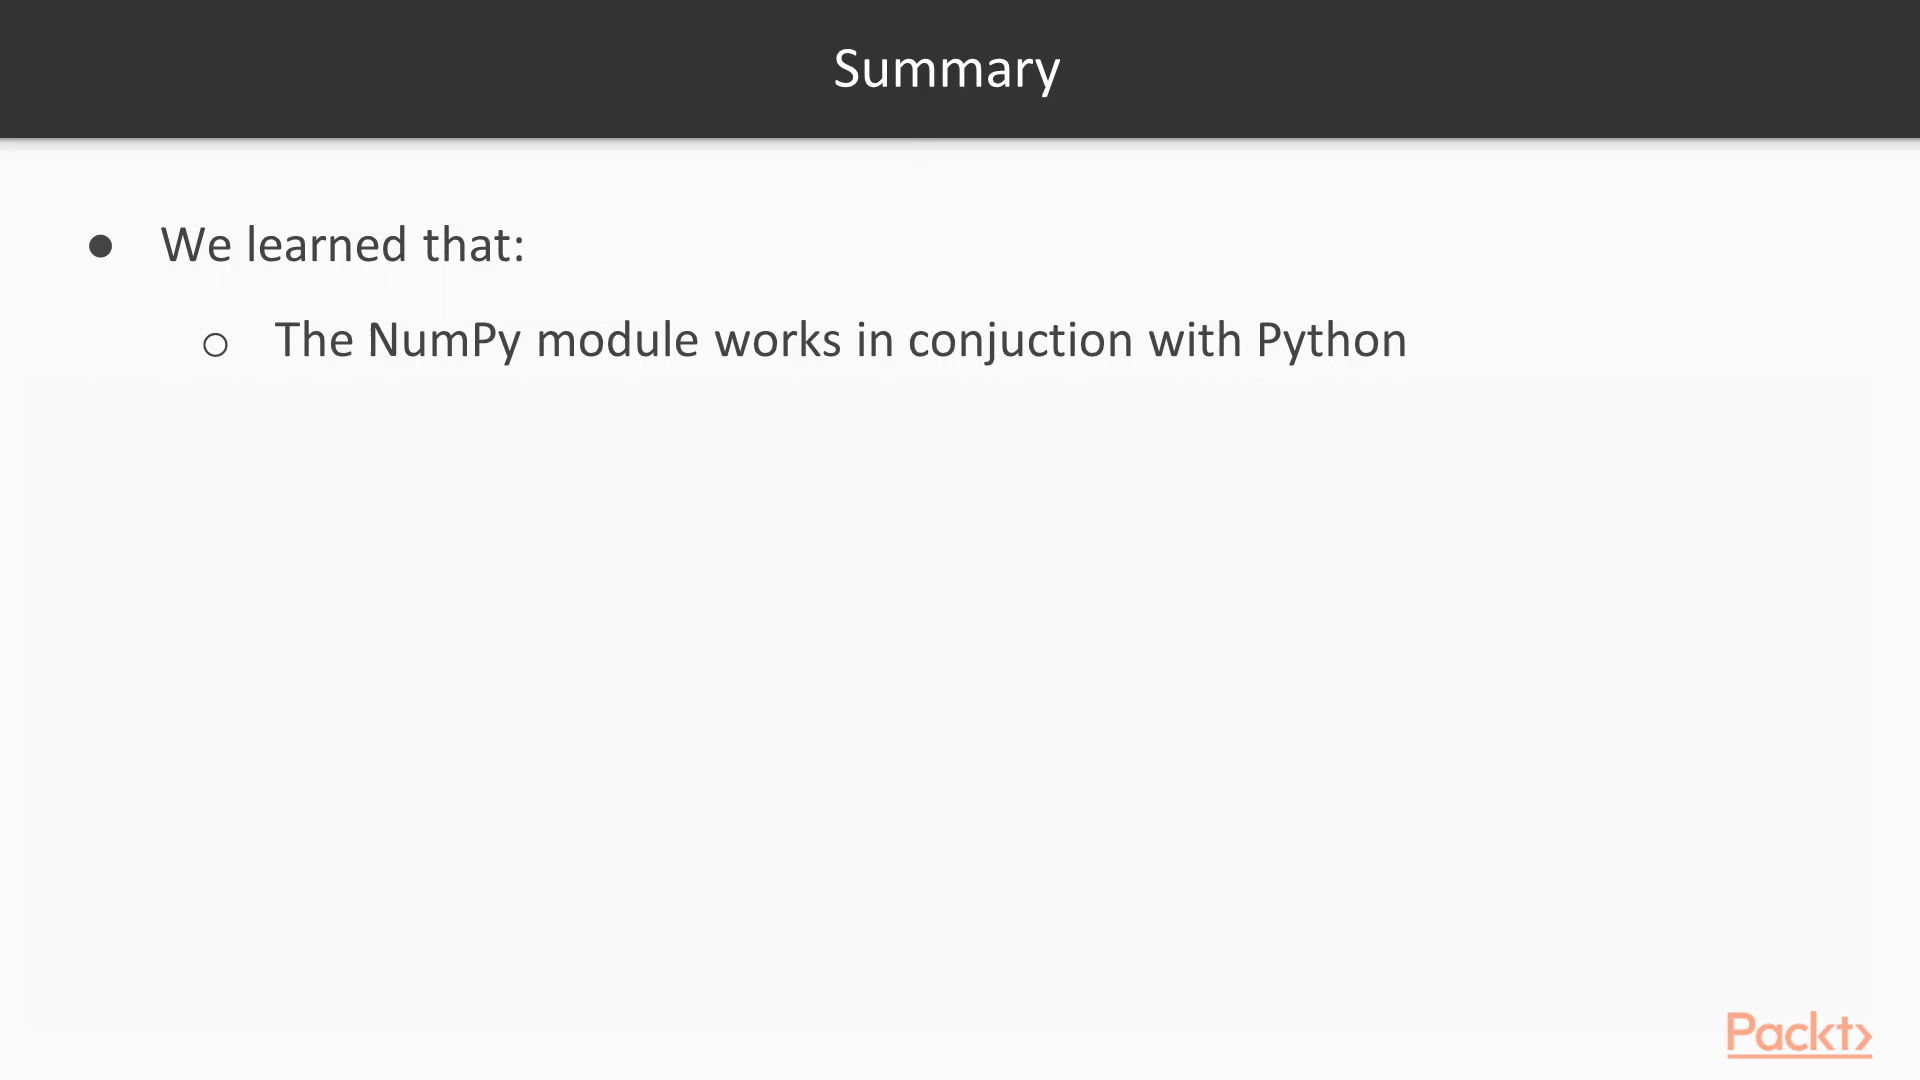 Summary
● We learned that:
○ The NumPy module works in conjuction with Python
Packt>